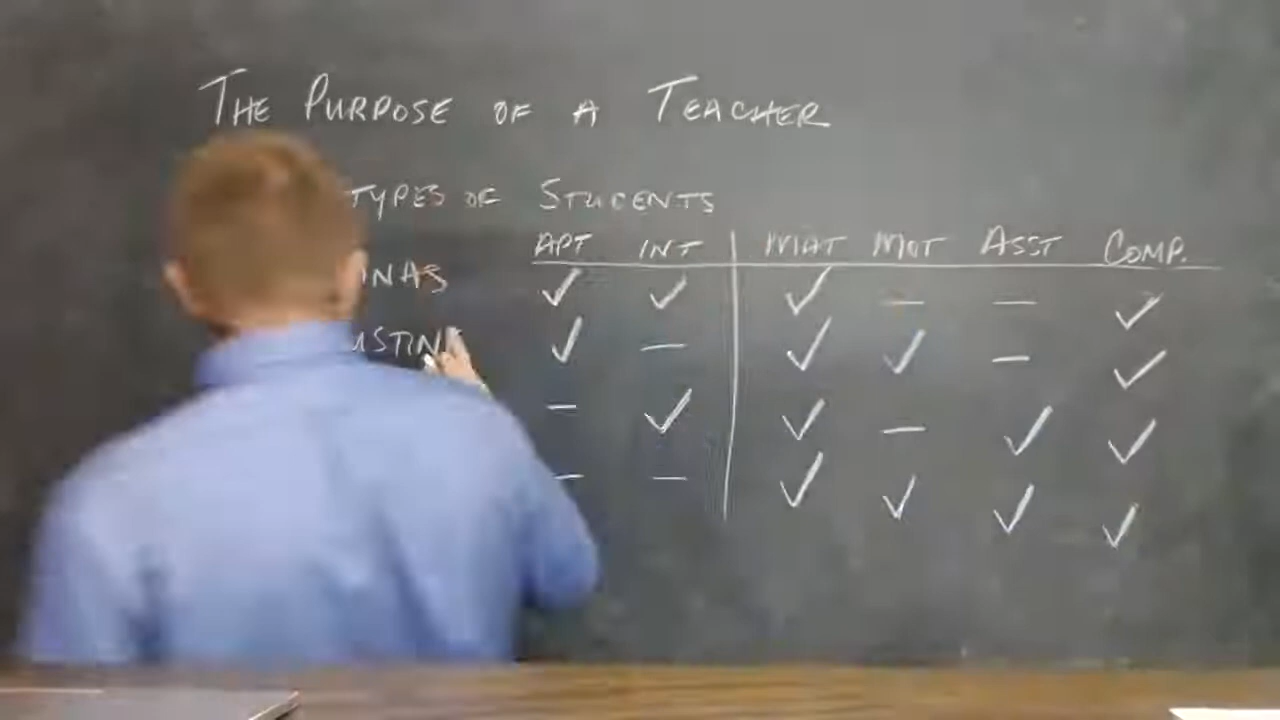 THE PURPOSE OF A TEACHER
TYPES OF STUDENTS
APT INT MAT MOT ASST COMP.
✓ ✓ ✓ — — ✓
✓ — ✓ ✓ — ✓
— ✓ ✓ — ✓ ✓
— — ✓ ✓ ✓ ✓